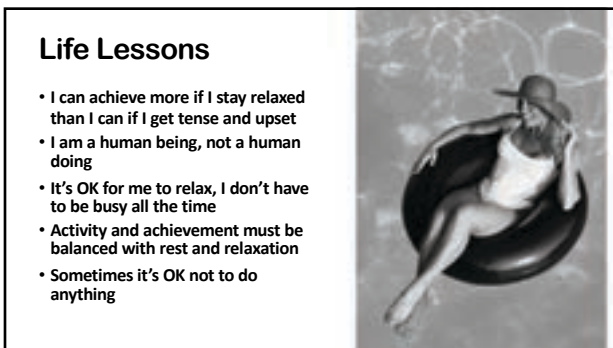 Life Lessons
• I can achieve more if I stay relaxed
than I can if I get tense and upset
• I am a human being, not a human
doing
• It’s OK for me to relax, I don’t have
to be busy all the time
• Activity and achievement must be
balanced with rest and relaxation
• Sometimes it’s OK not to do
anything